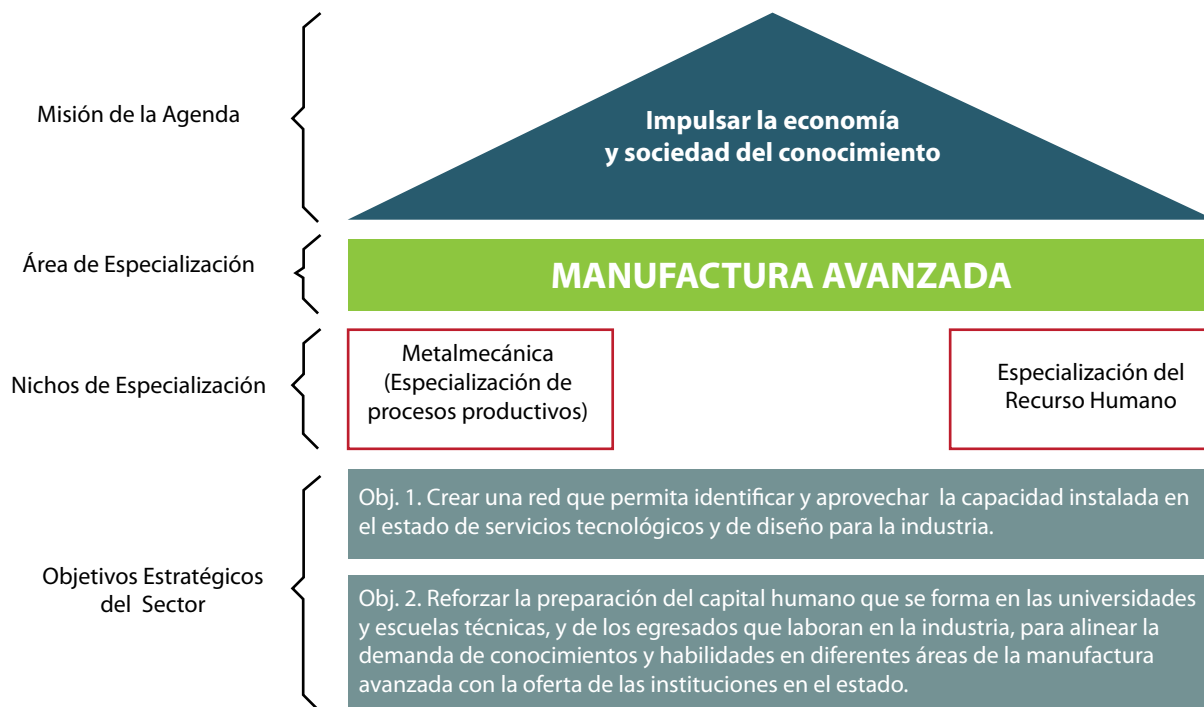 Misión de la Agenda
Impulsar la economía
y sociedad del conocimiento
Área de Especialización
MANUFACTURA AVANZADA
Nichos de Especialización
Metalmecánica
(Especialización de
procesos productivos)
Especialización del
Recurso Humano
Objetivos Estratégicos
del Sector
Obj. 1. Crear una red que permita identificar y aprovechar la capacidad instalada en
el estado de servicios tecnológicos y de diseño para la industria.
Obj. 2. Reforzar la preparación del capital humano que se forma en las universidades
y escuelas técnicas, y de los egresados que laboran en la industria, para alinear la
demanda de conocimientos y habilidades en diferentes áreas de la manufactura
avanzada con la oferta de las instituciones en el estado.